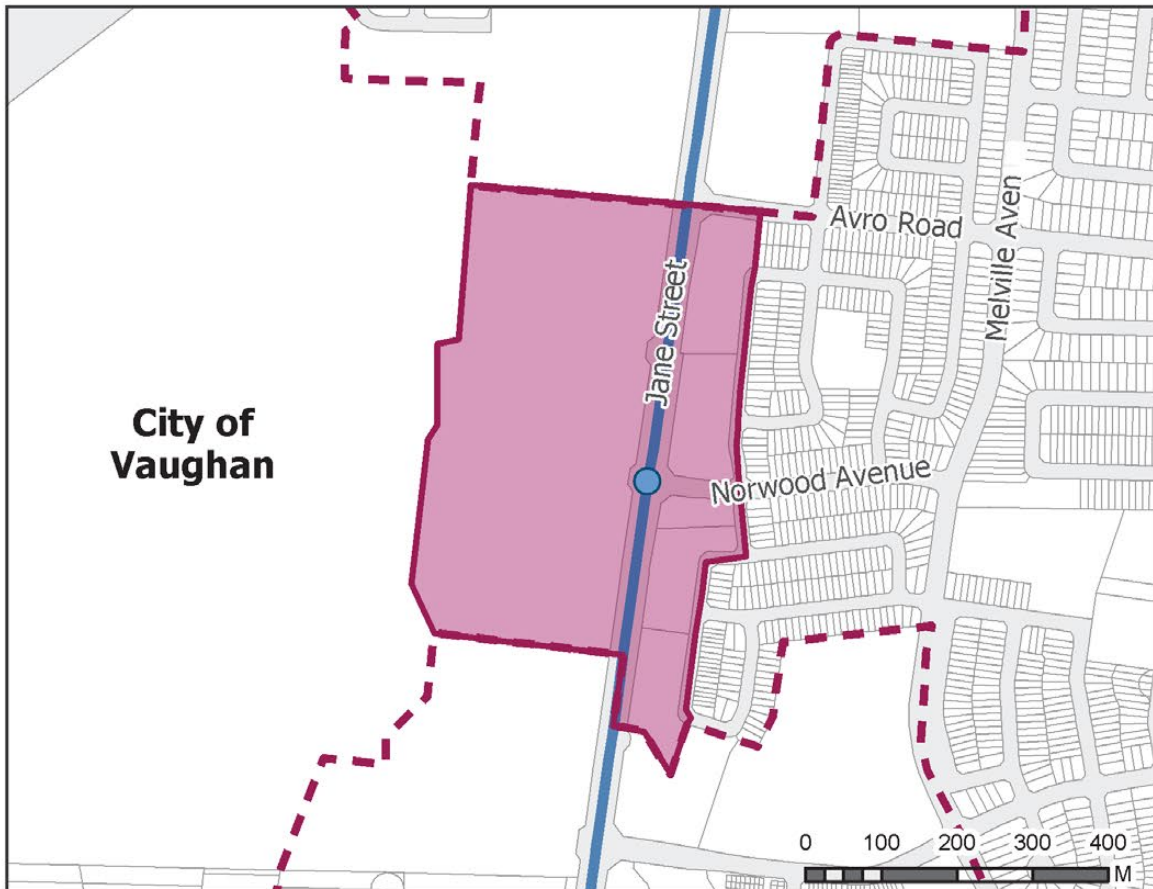 Avro Road
Melville Aven
Jane Street
City of
Vaughan
Norwood Avenue
0 100 200 300 400
M